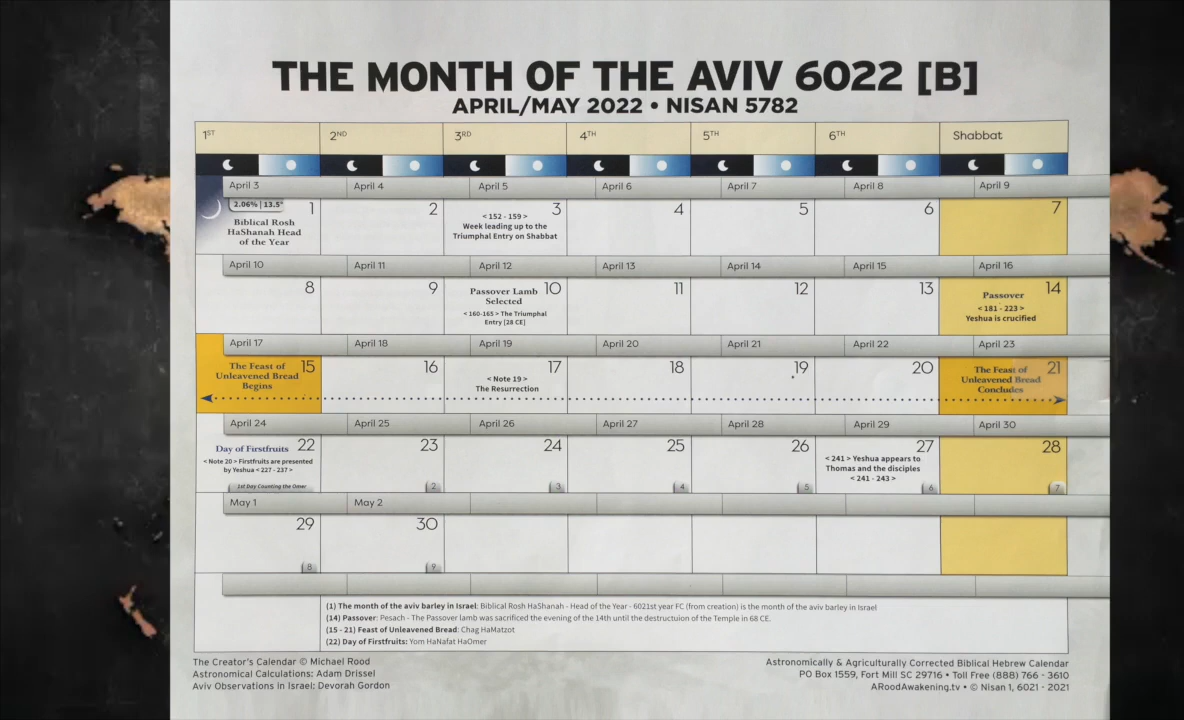 THE MONTH OF THE AVIV 6022 [B]
APRIL/MAY 2022 • NISAN 5782
1ST 2ND 3RD 4TH 5TH 6TH Shabbat
April 3 April 4 April 5 April 6 April 7 April 8 April 9
2.06% | 13.5°
1 2 3 4 5 6 7
Biblical Rosh
HaShanah Head
of the Year
< 152 - 159 >
Week leading up to the
Triumphal Entry on Shabbat
April 10 April 11 April 12 April 13 April 14 April 15 April 16
8 9 10 11 12 13 14
Passover Lamb
Selected
< 160-165 > The Triumphal
Entry [28 CE]
Passover
< 181 - 223 >
Yeshua is crucified
April 17 April 18 April 19 April 20 April 21 April 22 April 23
15 16 17 18 19 20 21
The Feast of
Unleavened Bread
Begins
< Note 19 >
The Resurrection
The Feast of
Unleavened Bread
Concludes
April 24 April 25 April 26 April 27 April 28 April 29 April 30
22 23 24 25 26 27 28
Day of Firstfruits
< Note 20 > Firstfruits are presented
by Yeshua < 227 - 237 >
1st Day Counting the Omer
< 241 > Yeshua appears to
Thomas and the disciples
< 241 - 243 >
2 3 4 5 6 7
May 1 May 2
29 30
8 9
(1) The month of the aviv barley in Israel: Biblical Rosh HaShanah - Head of the Year - 6021st year FC (from creation) is the month of the aviv barley in Israel
(14) Passover: Pesach - The Passover lamb was sacrificed the evening of the 14th until the destructuion of the Temple in 68 CE.
(15 - 21) Feast of Unleavened Bread: Chag HaMatzot
(22) Day of Firstfruits: Yom HaNafat HaOmer
The Creator's Calendar © Michael Rood
Astronomical Calculations: Adam Drissel
Aviv Observations in Israel: Devorah Gordon
Astronomically & Agriculturally Corrected Biblical Hebrew Calendar
PO Box 1559, Fort Mill SC 29716 • Toll Free (888) 766 - 3610
ARoodAwakening.tv • © Nisan 1, 6021 - 2021